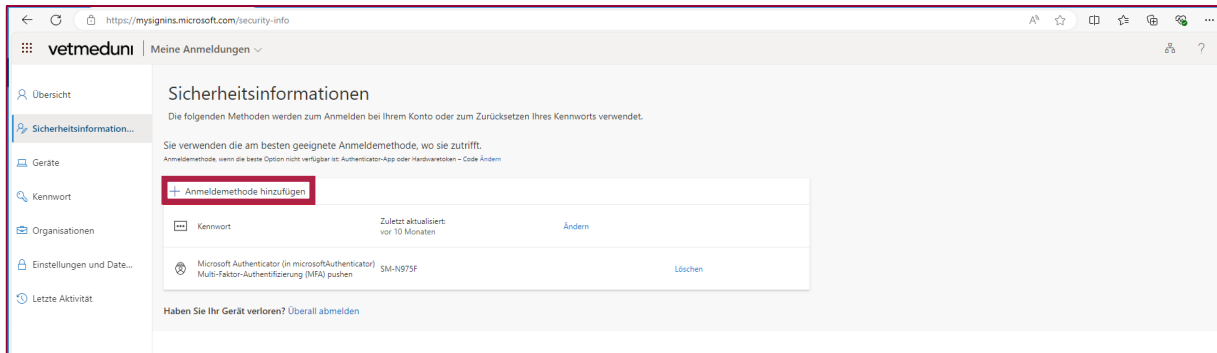 https://mysignins.microsoft.com/security-info
vetmeduni Meine Anmeldungen
Übersicht
Sicherheitsinformation...
Geräte
Kennwort
Organisationen
Einstellungen und Date...
Letzte Aktivität
Sicherheitsinformationen
Die folgenden Methoden werden zum Anmelden bei Ihrem Konto oder zum Zurücksetzen Ihres Kennworts verwendet.
Sie verwenden die am besten geeignete Anmeldemethode, wo sie zutrifft.
Anmeldemethode, wenn die beste Option nicht verfügbar ist: Authenticator-App oder Hardwaretoken – Code Ändern
+ Anmeldemethode hinzufügen
Kennwort Zuletzt aktualisiert: Ändern
vor 10 Monaten
Microsoft Authenticator (in microsoftAuthenticator) SM-N975F Löschen
Multi-Faktor-Authentifizierung (MFA) pushen
Haben Sie Ihr Gerät verloren? Überall abmelden